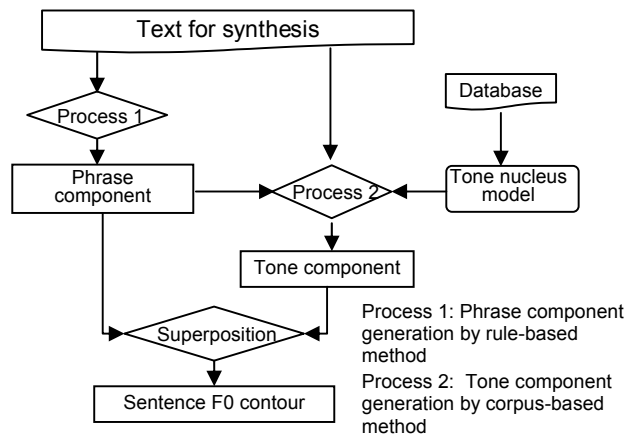 Text for synthesis
Database
Process 1
Phrase
component
Process 2
Tone nucleus
model
Tone component
Superposition
Sentence F0 contour
Process 1: Phrase component
generation by rule-based
method
Process 2: Tone component
generation by corpus-based
method